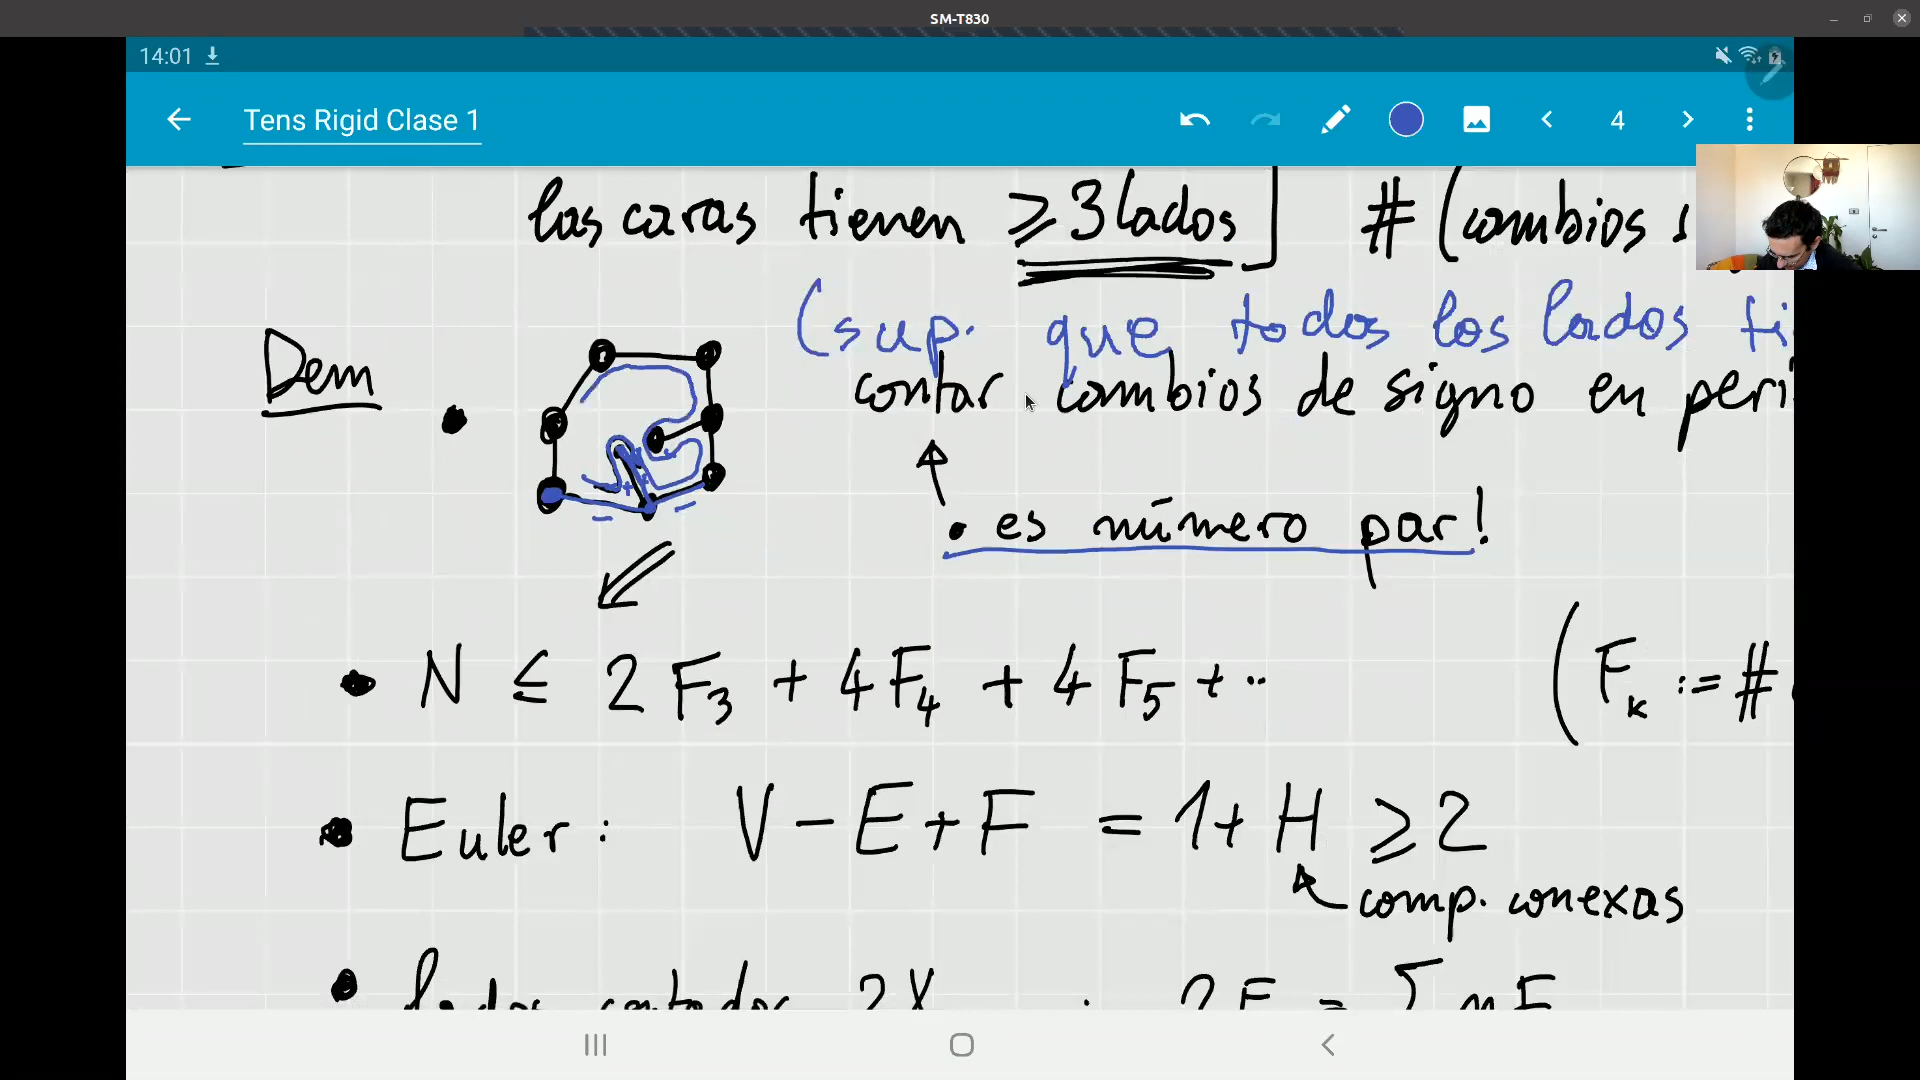 SM-T830
14:01
Tens Rigid Clase 1
4
las caras tienen ≥ 3 lados] #(cambios
(sup. que todos los lados
Dem
contar cambios de signo en
• es número par!
• N ≤ 2 F₃ + 4 F₄ + 4 F₅ + ..
(F_k := #
• Euler: V - E + F = 1 + H ≥ 2
comp. conexas